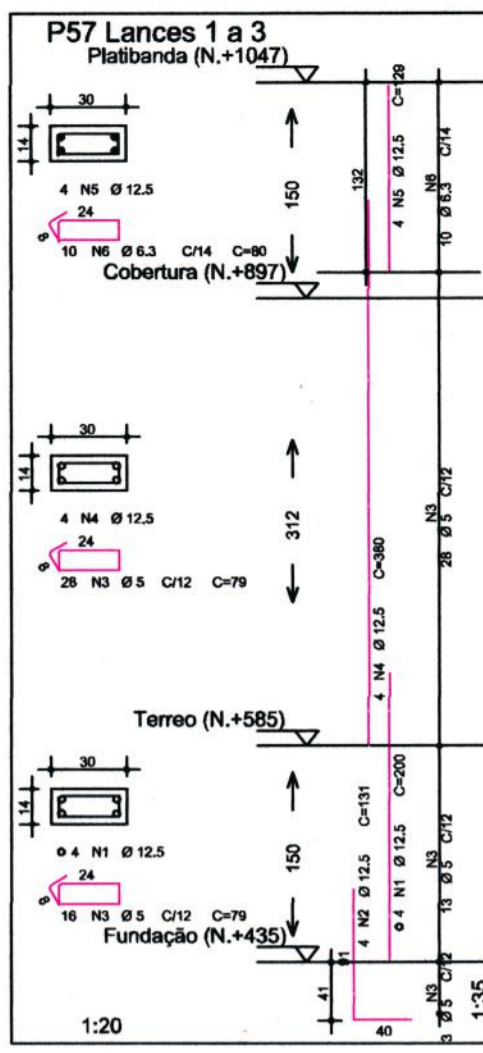 P57 Lances 1 a 3
Platibanda (N.+1047)
30
14
4 N5 Ø 12.5
24
8
10 N6 Ø 6.3 C/14 C=80
150
132
4 N5 Ø 12.5 C=129
10 N6 Ø 6.3 C/14
Cobertura (N.+897)
30
14
4 N4 Ø 12.5
24
8
28 N3 Ø 5 C/12 C=79
312
4 N4 Ø 12.5 C=380
28 N3 Ø 5 C/12
Terreo (N.+585)
30
14
4 N1 Ø 12.5
24
8
16 N3 Ø 5 C/12 C=79
150
4 N2 Ø 12.5 C=131
4 N1 Ø 12.5 C=200
13 N3 Ø 5 C/12
Fundação (N.+435)
91
41
40
3 N3 Ø 5 C/12
1:20
1:35